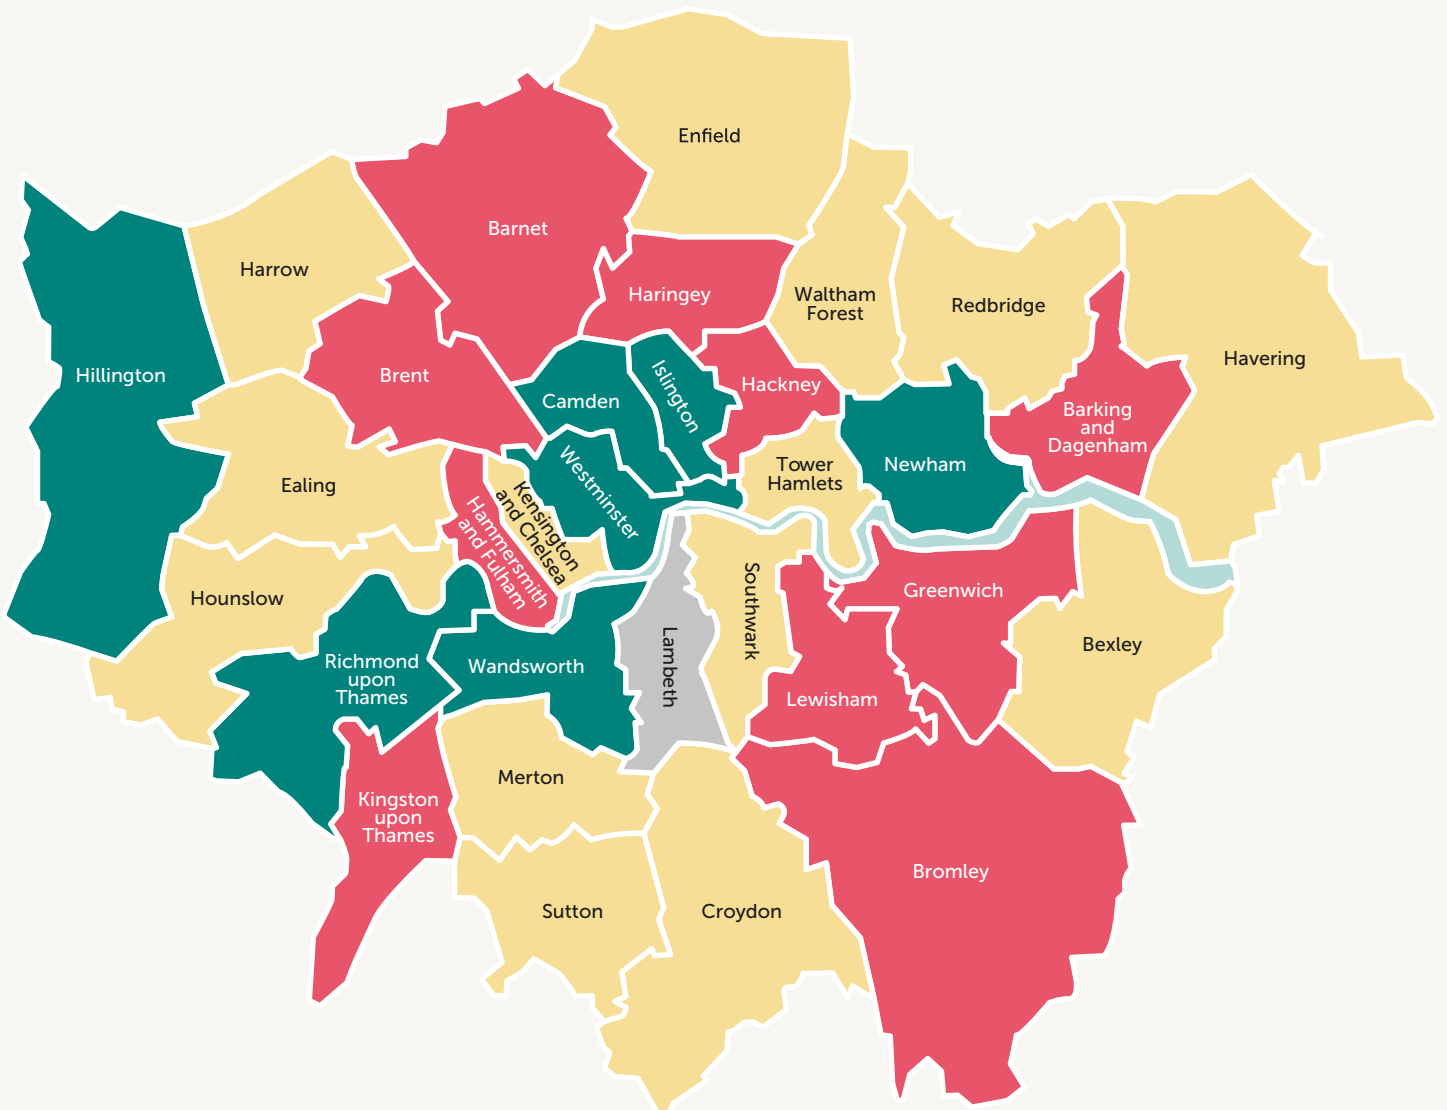 Enfield
Barnet
Harrow
Haringey
Waltham
Forest
Redbridge
Havering
Hillington
Brent
Camden
Islington
Hackney
Barking
and
Dagenham
Ealing
Westminster
Tower
Hamlets
Newham
Kensington
and Chelsea
Hammersmith
and Fulham
Hounslow
Southwark
Greenwich
Bexley
Richmond
upon
Thames
Wandsworth
Lambeth
Lewisham
Merton
Kingston
upon
Thames
Bromley
Sutton
Croydon